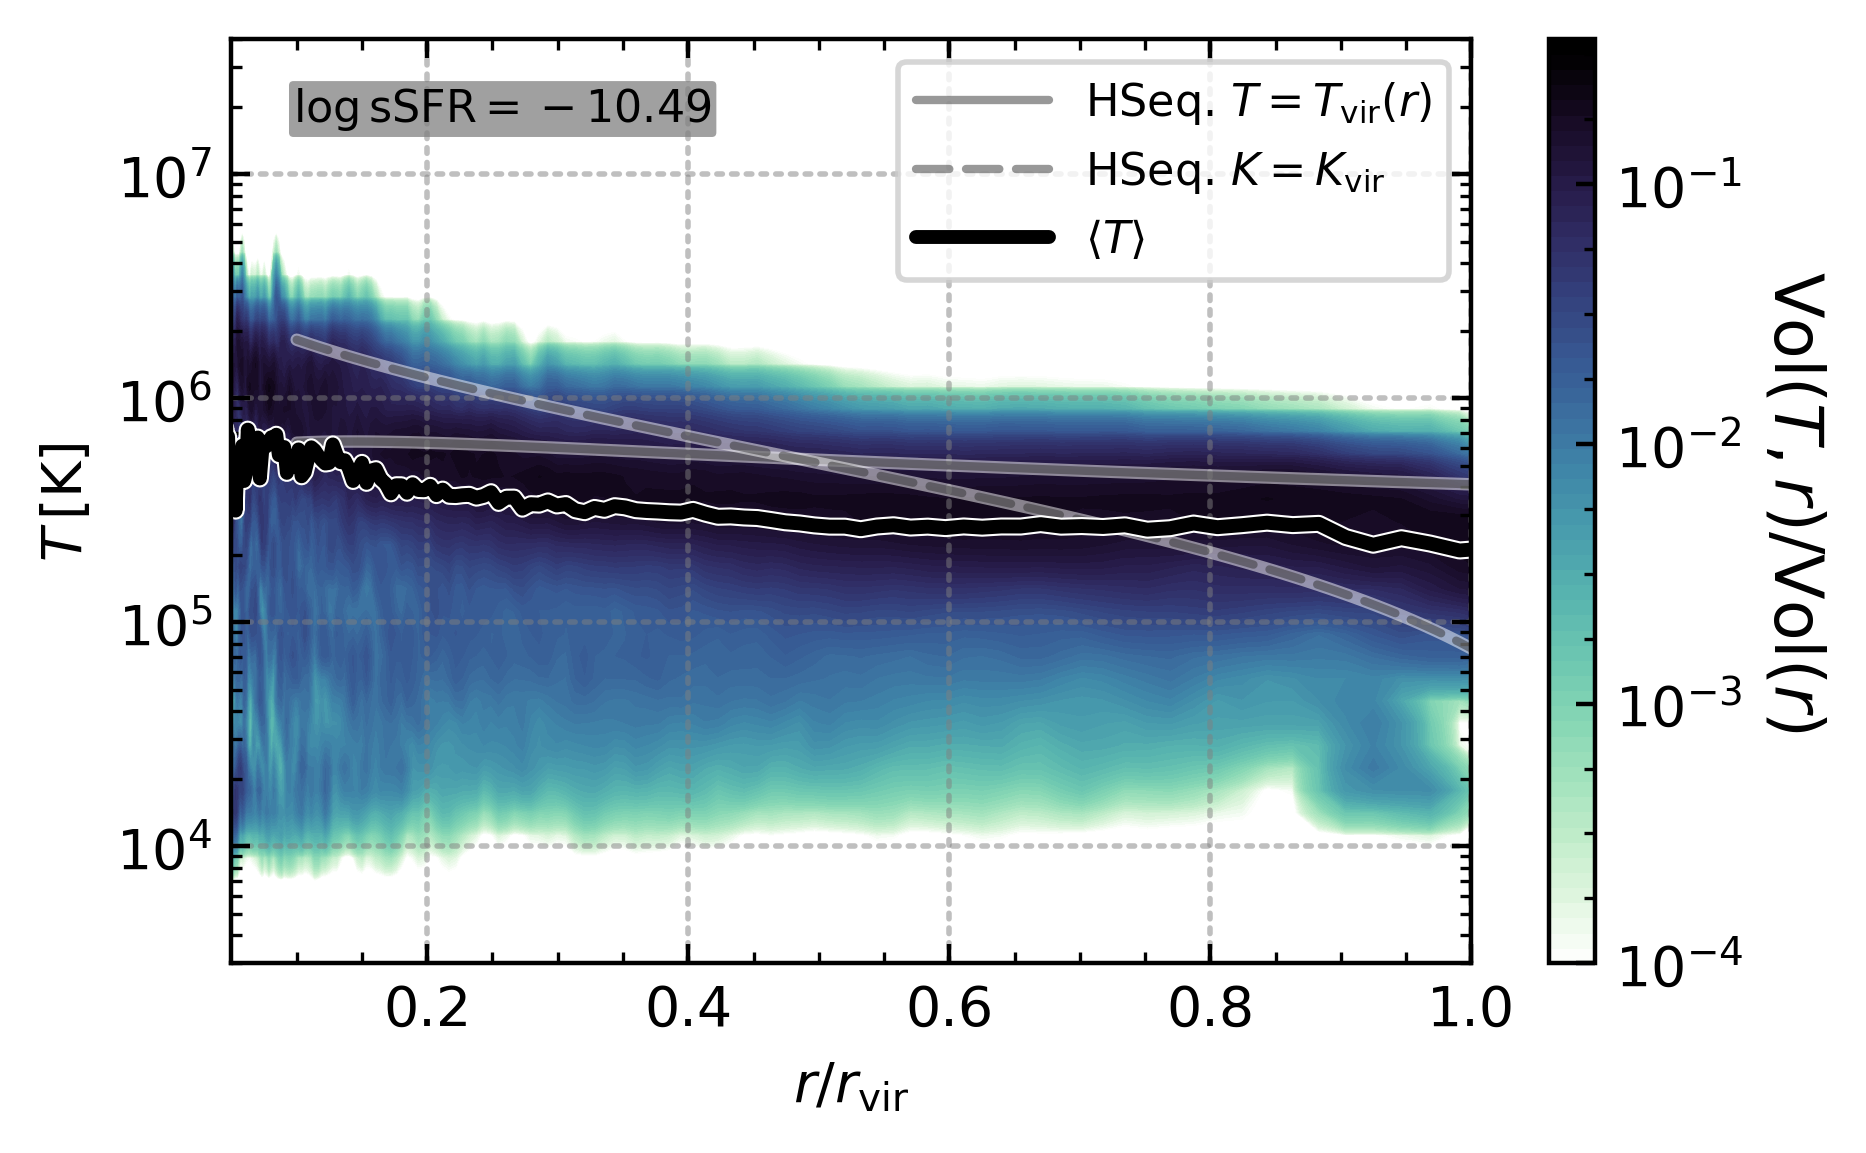 log sSFR = −10.49
HSeq. T = T_vir(r)
HSeq. K = K_vir
⟨T⟩
10^7
10^6
10^5
10^4
T [K]
0.2 0.4 0.6 0.8 1.0
r/r_vir
10^−1
10^−2
10^−3
10^−4
Vol(T, r)/Vol(r)